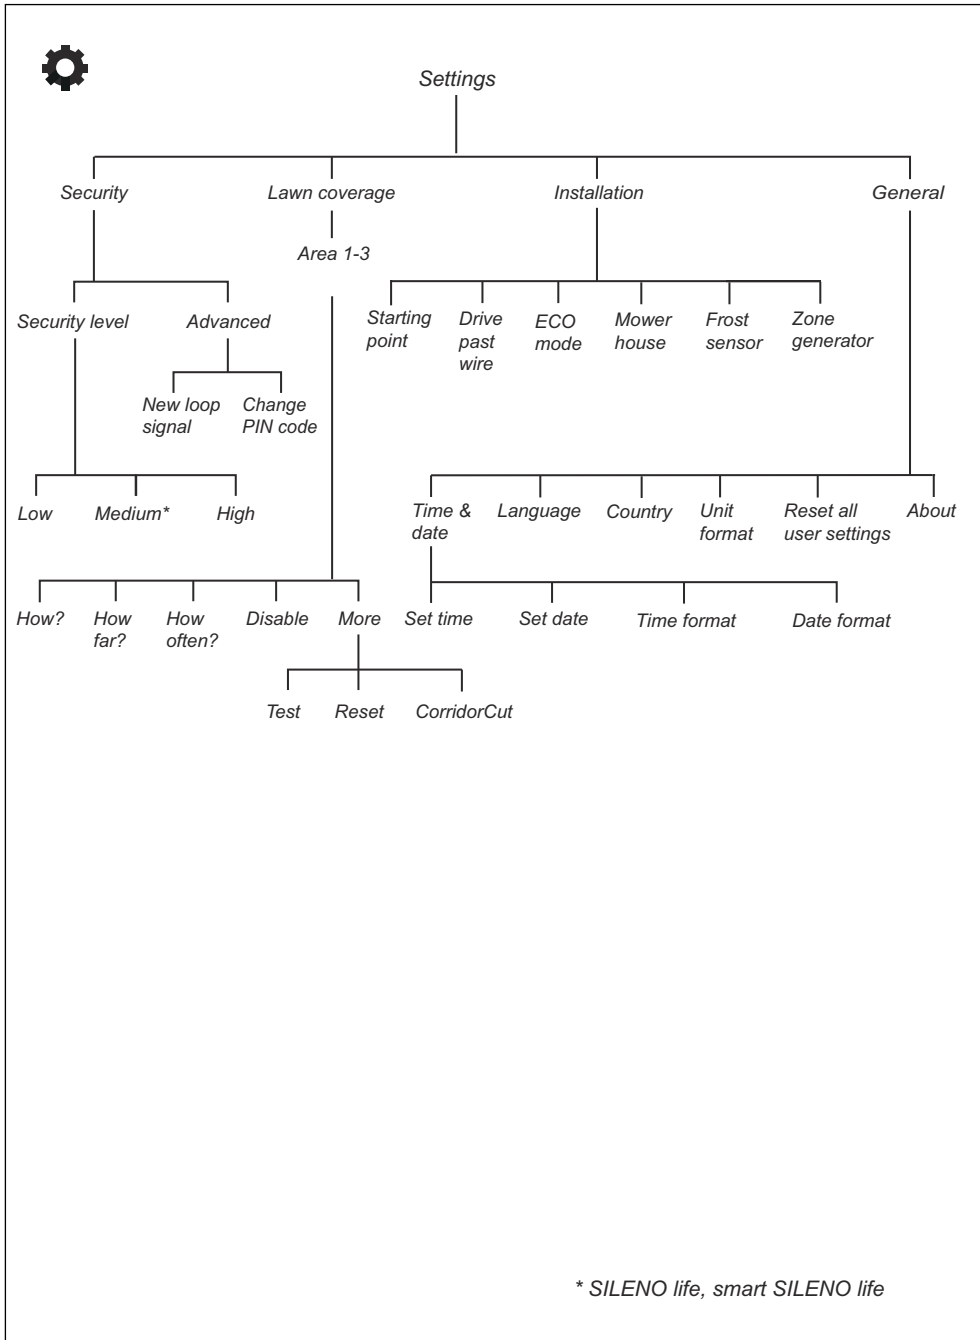 Settings
Security
Lawn coverage
Installation
General
Area 1-3
Security level
Advanced
Starting
point
Drive
past
wire
ECO
mode
Mower
house
Frost
sensor
Zone
generator
New loop
signal
Change
PIN code
Low
Medium*
High
Time &
date
Language
Country
Unit
format
Reset all
user settings
About
How?
How
far?
How
often?
Disable
More
Set time
Set date
Time format
Date format
Test
Reset
CorridorCut
* SILENO life, smart SILENO life